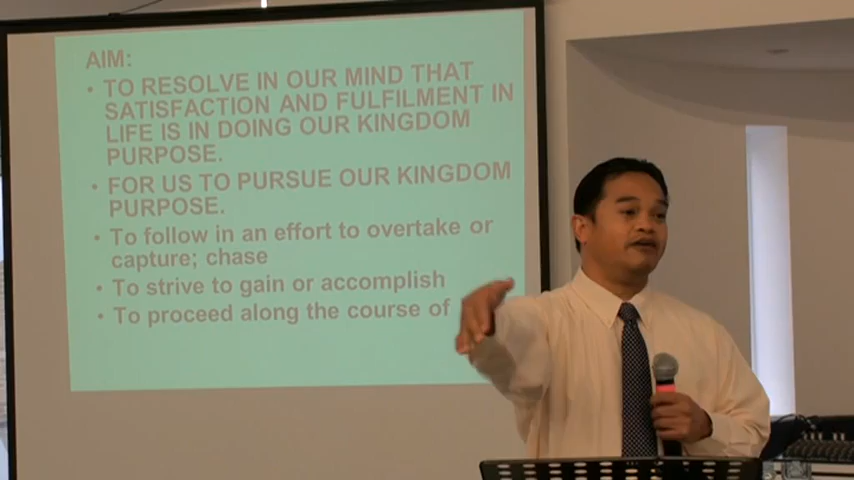 AIM:
• TO RESOLVE IN OUR MIND THAT
SATISFACTION AND FULFILMENT IN
LIFE IS IN DOING OUR KINGDOM
PURPOSE.
• FOR US TO PURSUE OUR KINGDOM
PURPOSE.
• To follow in an effort to overtake or
capture; chase
• To strive to gain or accomplish
• To proceed along the course of